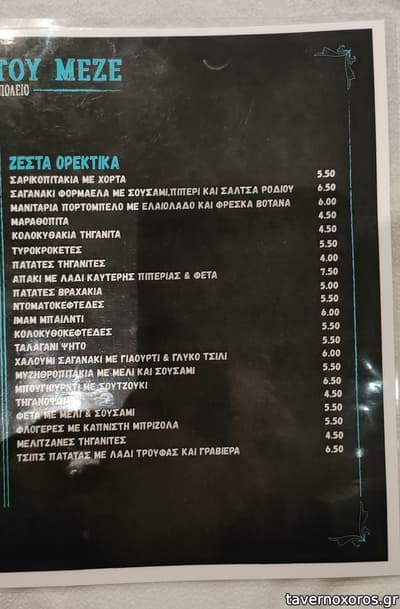 ΤΟΥ ΜΕΖΕ
ΠΩΛΕΙΟ
ΖΕΣΤΑ ΟΡΕΚΤΙΚΑ
ΣΑΡΙΚΟΠΙΤΑΚΙΑ ΜΕ ΧΟΡΤΑ 5.50
ΣΑΓΑΝΑΚΙ ΦΟΡΜΑΕΛΑ ΜΕ ΣΟΥΣΑΜΙ,ΠΙΠΕΡΙ ΚΑΙ ΣΑΛΤΣΑ ΡΟΔΙΟΥ 6.50
ΜΑΝΙΤΑΡΙΑ ΠΟΡΤΟΜΠΕΛΟ ΜΕ ΕΛΑΙΟΛΑΔΟ ΚΑΙ ΦΡΕΣΚΑ ΒΟΤΑΝΑ 6.00
ΜΑΡΑΘΟΠΙΤΑ 4.50
ΚΟΛΟΚΥΘΑΚΙΑ ΤΗΓΑΝΙΤΑ 4.50
ΤΥΡΟΚΡΟΚΕΤΕΣ 5.50
ΠΑΤΑΤΕΣ ΤΗΓΑΝΙΤΕΣ 4.00
ΑΠΑΚΙ ΜΕ ΛΑΔΙ ΚΑΥΤΕΡΗΣ ΠΙΠΕΡΙΑΣ & ΦΕΤΑ 7.50
ΠΑΤΑΤΕΣ ΒΡΑΧΑΚΙΑ 5.00
ΝΤΟΜΑΤΟΚΕΦΤΕΔΕΣ 5.50
ΙΜΑΜ ΜΠΑΙΛΝΤΙ 6.00
ΚΟΛΟΚΥΘΟΚΕΦΤΕΔΕΣ 5.50
ΤΑΛΑΓΑΝΙ ΨΗΤΟ 5.50
ΧΑΛΟΥΜΙ ΣΑΓΑΝΑΚΙ ΜΕ ΓΙΑΟΥΡΤΙ & ΓΛΥΚΟ ΤΣΙΛΙ 6.00
ΜΥΖΗΘΡΟΠΙΤΑΚΙΑ ΜΕ ΜΕΛΙ ΚΑΙ ΣΟΥΣΑΜΙ 5.50
ΜΠΟΥΓΙΟΥΡΝΤΙ ΜΕ ΣΟΥΤΖΟΥΚΙ 6.50
ΤΗΓΑΝΟΨΩΜΟ 4.50
ΦΕΤΑ ΜΕ ΜΕΛΙ & ΣΟΥΣΑΜΙ 5.50
ΦΛΟΓΕΡΕΣ ΜΕ ΚΑΠΝΙΣΤΗ ΜΠΡΙΖΟΛΑ 5.50
ΜΕΛΙΤΖΑΝΕΣ ΤΗΓΑΝΙΤΕΣ 4.50
ΤΣΙΠΣ ΠΑΤΑΤΑΣ ΜΕ ΛΑΔΙ ΤΡΟΥΦΑΣ ΚΑΙ ΓΡΑΒΙΕΡΑ 6.50
tavernoxoros.gr